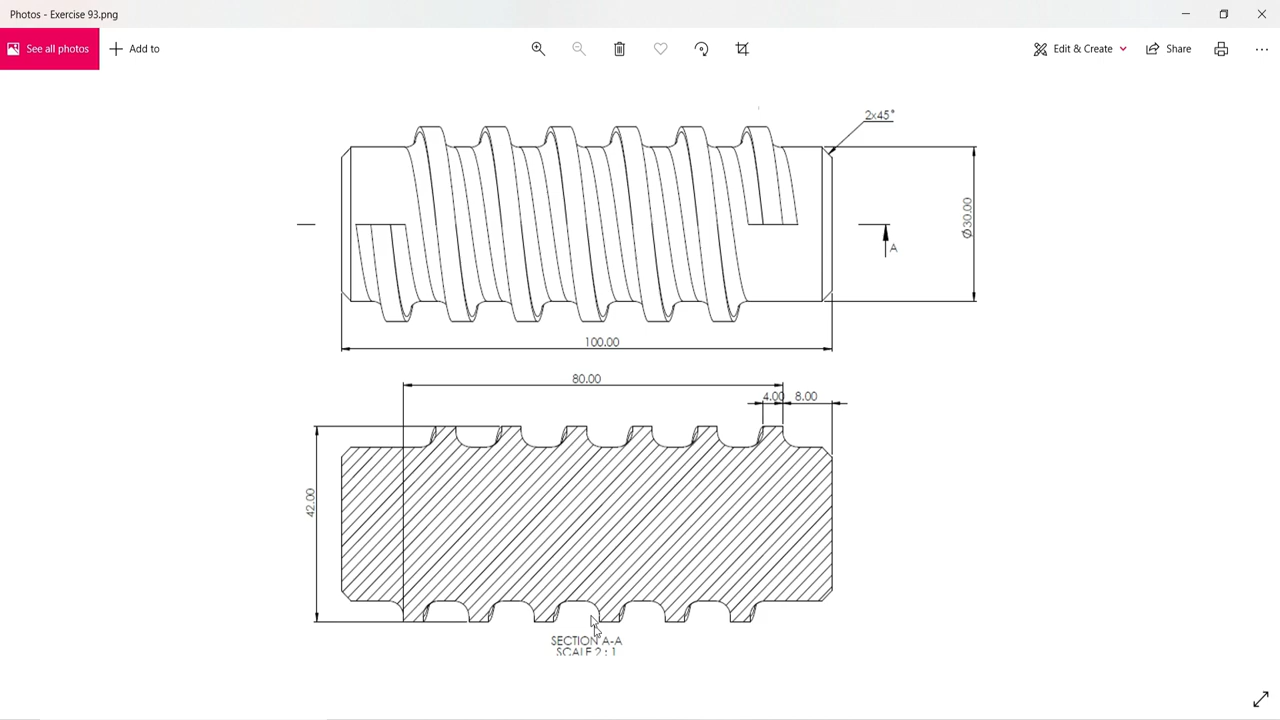 Photos - Exercise 93.png
See all photos
Add to
Edit & Create
Share
2x45°
Ø30.00
A
100.00
80.00
4.00
8.00
42.00
SECTION A-A
SCALE 2 : 1